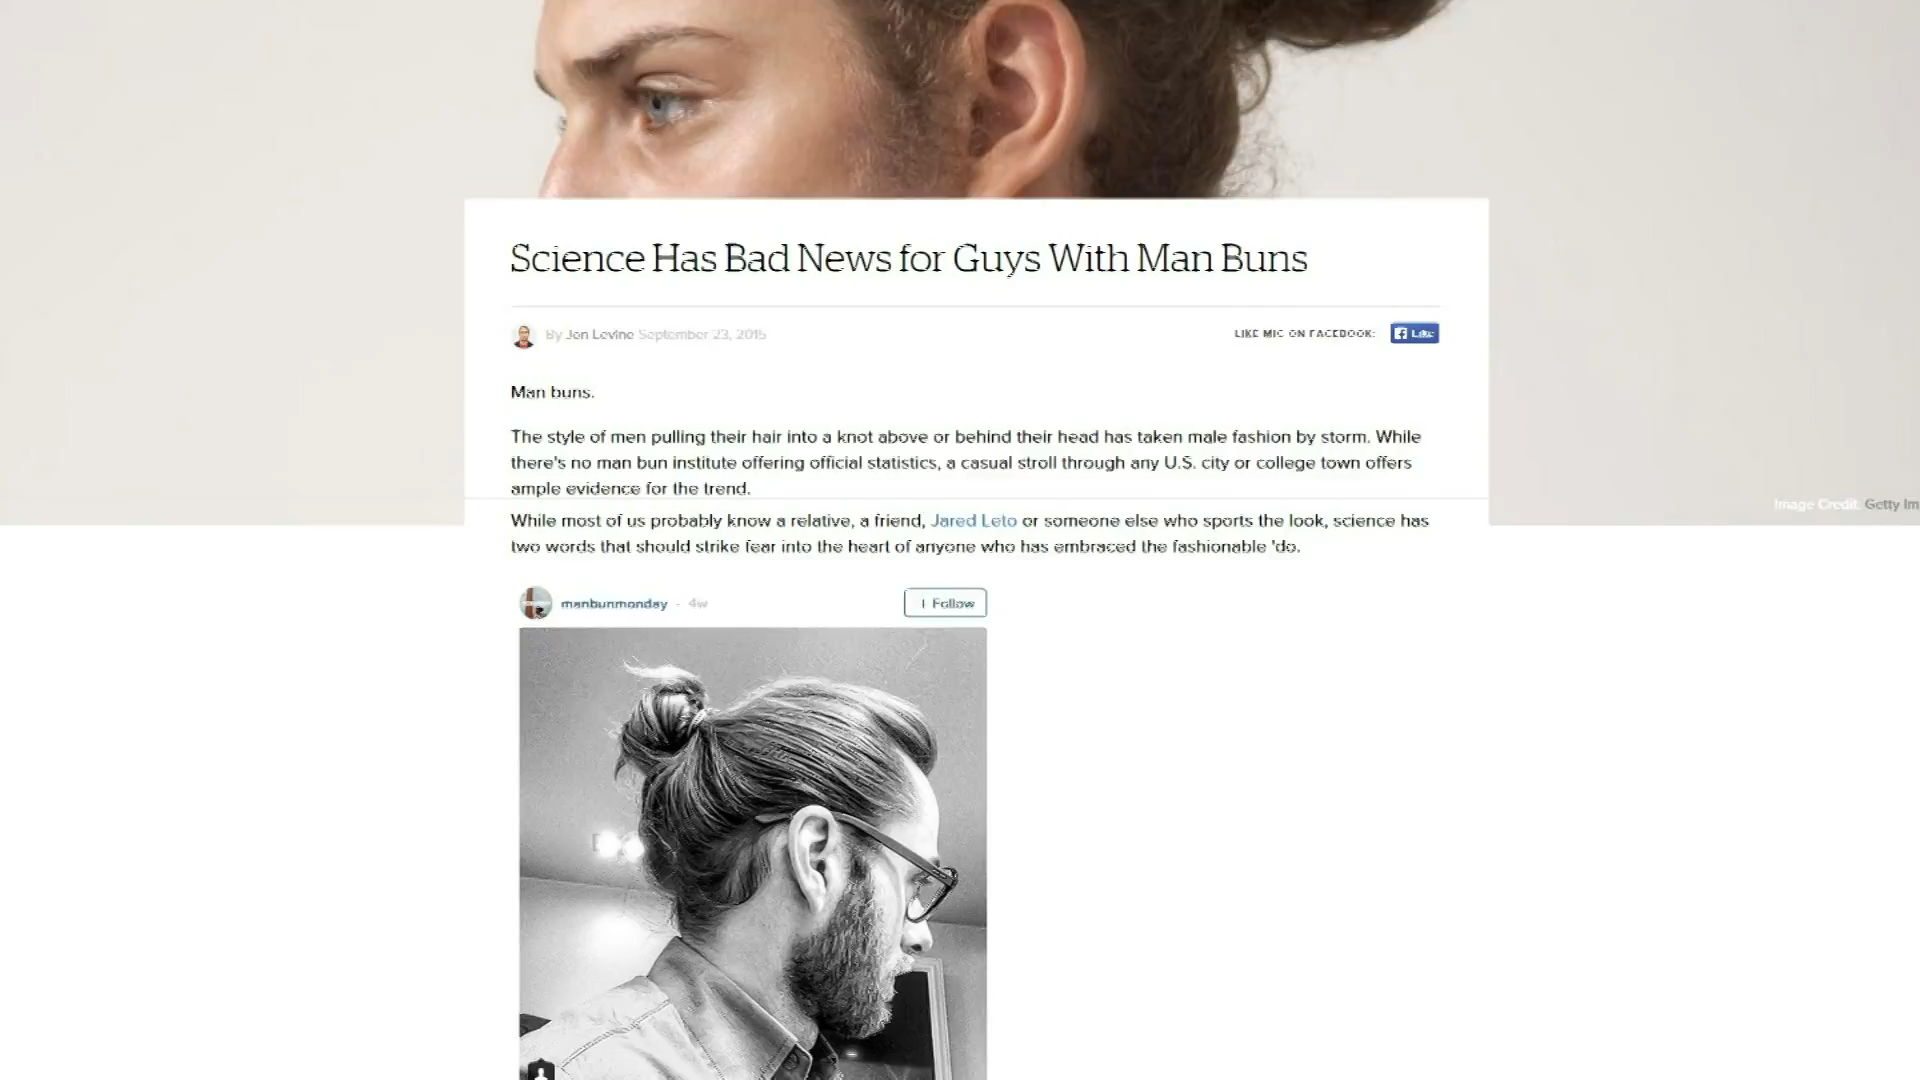 Science Has Bad News for Guys With Man Buns
By Jon Levine September 23, 2015
LIKE MIC ON FACEBOOK:
Like
Man buns.
The style of men pulling their hair into a knot above or behind their head has taken male fashion by storm. While
there's no man bun institute offering official statistics, a casual stroll through any U.S. city or college town offers
ample evidence for the trend.
Image Credit: Getty Im
While most of us probably know a relative, a friend, Jared Leto or someone else who sports the look, science has
two words that should strike fear into the heart of anyone who has embraced the fashionable 'do.
manbunmonday - 4w
Follow